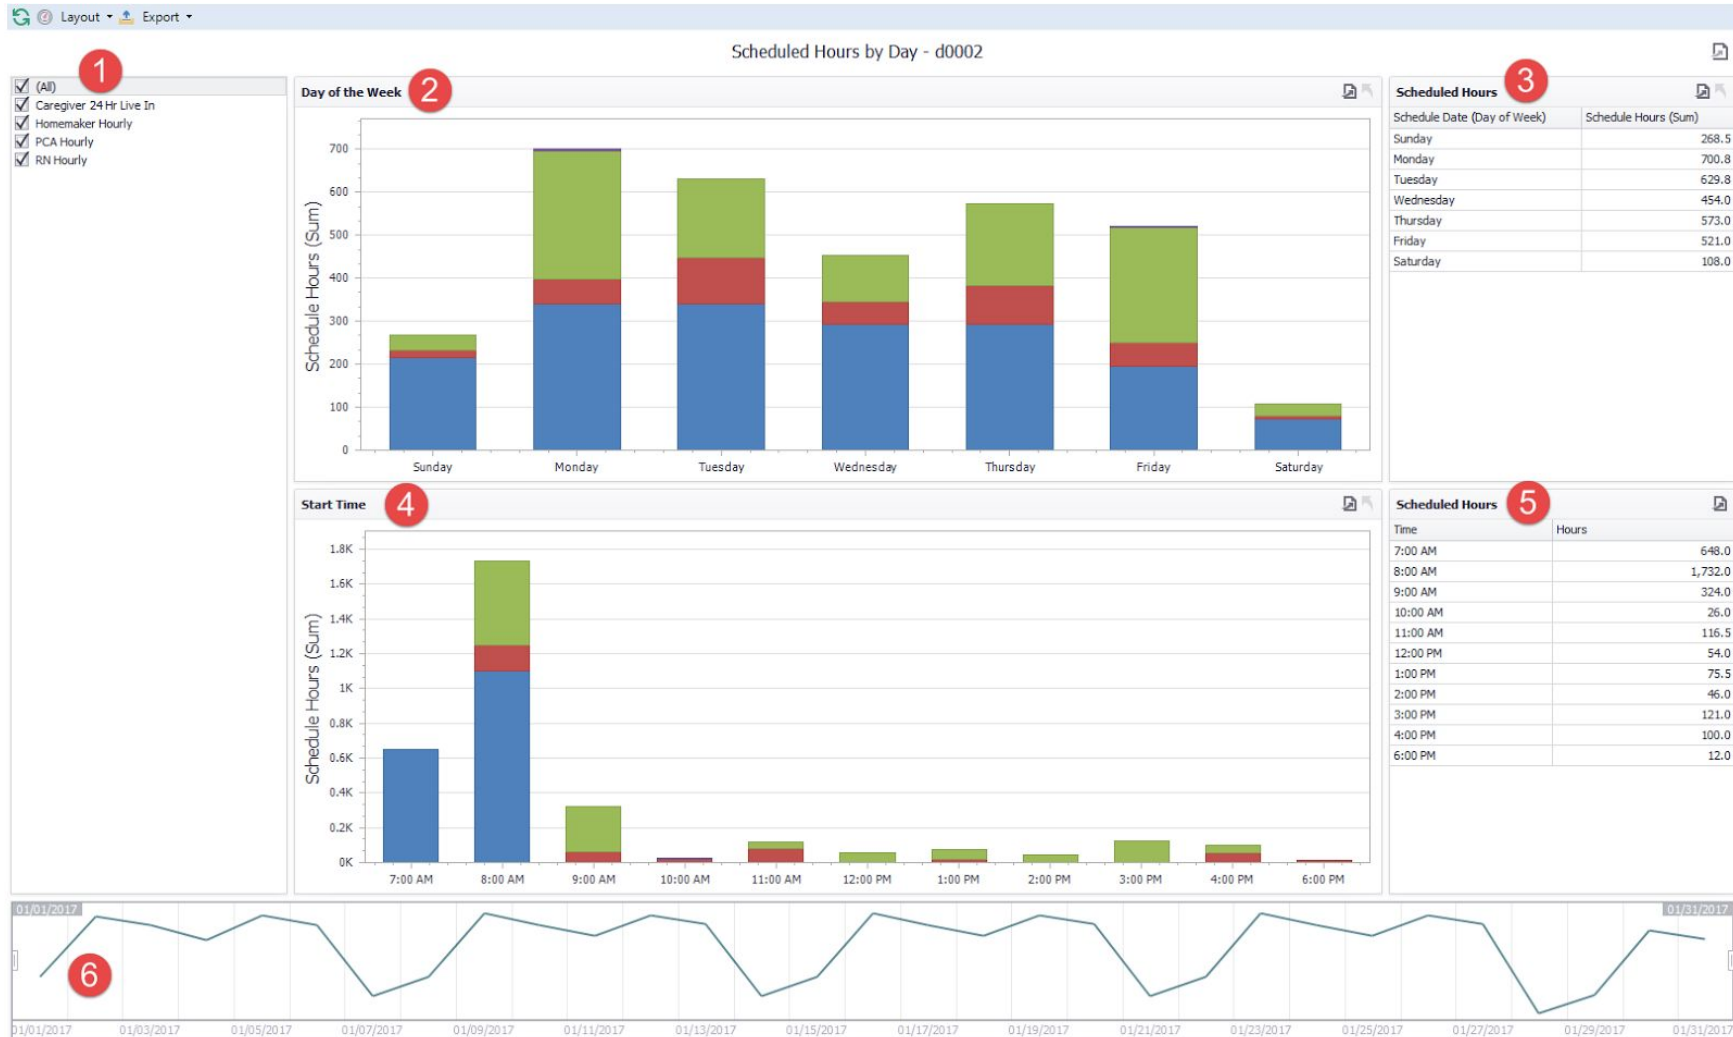 Layout Export
Scheduled Hours by Day - d0002
1
(All)
Caregiver 24 Hr Live In
Homemaker Hourly
PCA Hourly
RN Hourly
Day of the Week 2
Schedule Hours (Sum)
700
600
500
400
300
200
100
0
Sunday Monday Tuesday Wednesday Thursday Friday Saturday
Scheduled Hours 3
Schedule Date (Day of Week) Schedule Hours (Sum)
Sunday 268.5
Monday 700.8
Tuesday 629.8
Wednesday 454.0
Thursday 573.0
Friday 521.0
Saturday 108.0
Start Time 4
Schedule Hours (Sum)
1.8K
1.6K
1.4K
1.2K
1K
0.8K
0.6K
0.4K
0.2K
0K
7:00 AM 8:00 AM 9:00 AM 10:00 AM 11:00 AM 12:00 PM 1:00 PM 2:00 PM 3:00 PM 4:00 PM 6:00 PM
Scheduled Hours 5
Time Hours
7:00 AM 648.0
8:00 AM 1,732.0
9:00 AM 324.0
10:00 AM 26.0
11:00 AM 116.5
12:00 PM 54.0
1:00 PM 75.5
2:00 PM 46.0
3:00 PM 121.0
4:00 PM 100.0
6:00 PM 12.0
01/01/2017 01/31/2017
6
01/01/2017 01/03/2017 01/05/2017 01/07/2017 01/09/2017 01/11/2017 01/13/2017 01/15/2017 01/17/2017 01/19/2017 01/21/2017 01/23/2017 01/25/2017 01/27/2017 01/29/2017 01/31/2017